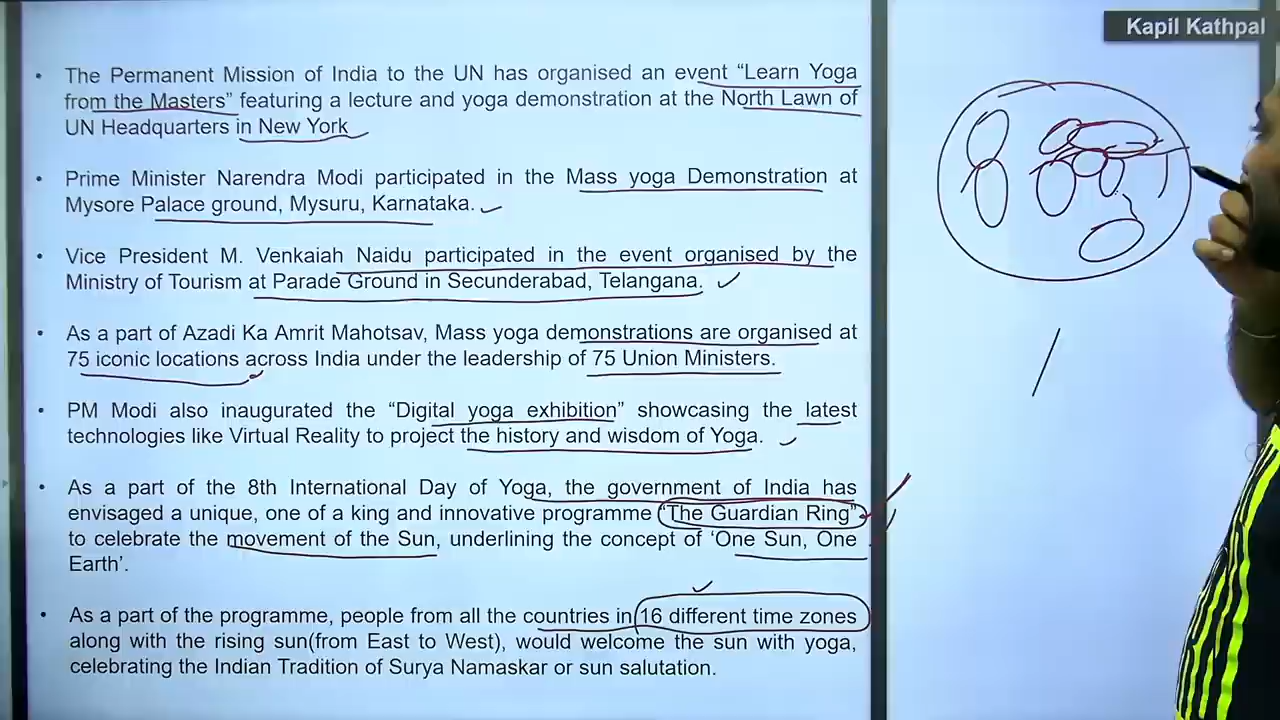 Kapil Kathpal
• The Permanent Mission of India to the UN has organised an event “Learn Yoga
from the Masters” featuring a lecture and yoga demonstration at the North Lawn of
UN Headquarters in New York
• Prime Minister Narendra Modi participated in the Mass yoga Demonstration at
Mysore Palace ground, Mysuru, Karnataka.
• Vice President M. Venkaiah Naidu participated in the event organised by the
Ministry of Tourism at Parade Ground in Secunderabad, Telangana.
• As a part of Azadi Ka Amrit Mahotsav, Mass yoga demonstrations are organised at
75 iconic locations across India under the leadership of 75 Union Ministers.
• PM Modi also inaugurated the “Digital yoga exhibition” showcasing the latest
technologies like Virtual Reality to project the history and wisdom of Yoga.
• As a part of the 8th International Day of Yoga, the government of India has
envisaged a unique, one of a king and innovative programme ‘The Guardian Ring”
to celebrate the movement of the Sun, underlining the concept of ‘One Sun, One
Earth’.
• As a part of the programme, people from all the countries in 16 different time zones
along with the rising sun(from East to West), would welcome the sun with yoga,
celebrating the Indian Tradition of Surya Namaskar or sun salutation.